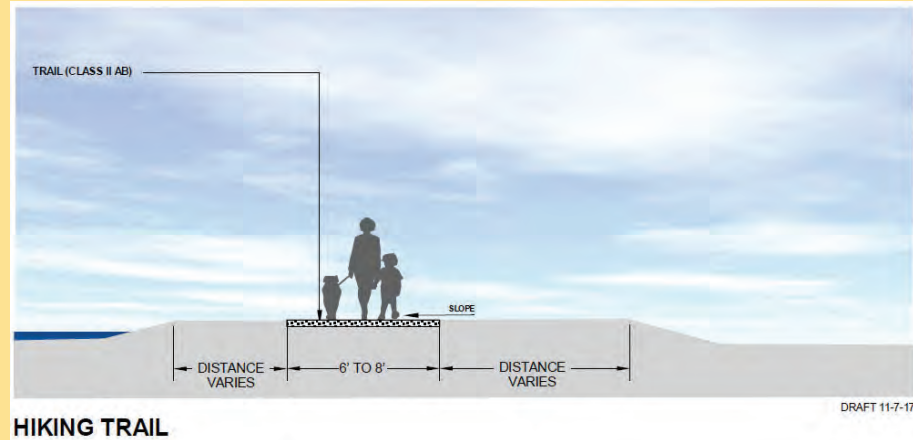 TRAIL (CLASS II AB)
SLOPE
DISTANCE
VARIES
6' TO 8'
DISTANCE
VARIES
DRAFT 11-7-17
HIKING TRAIL